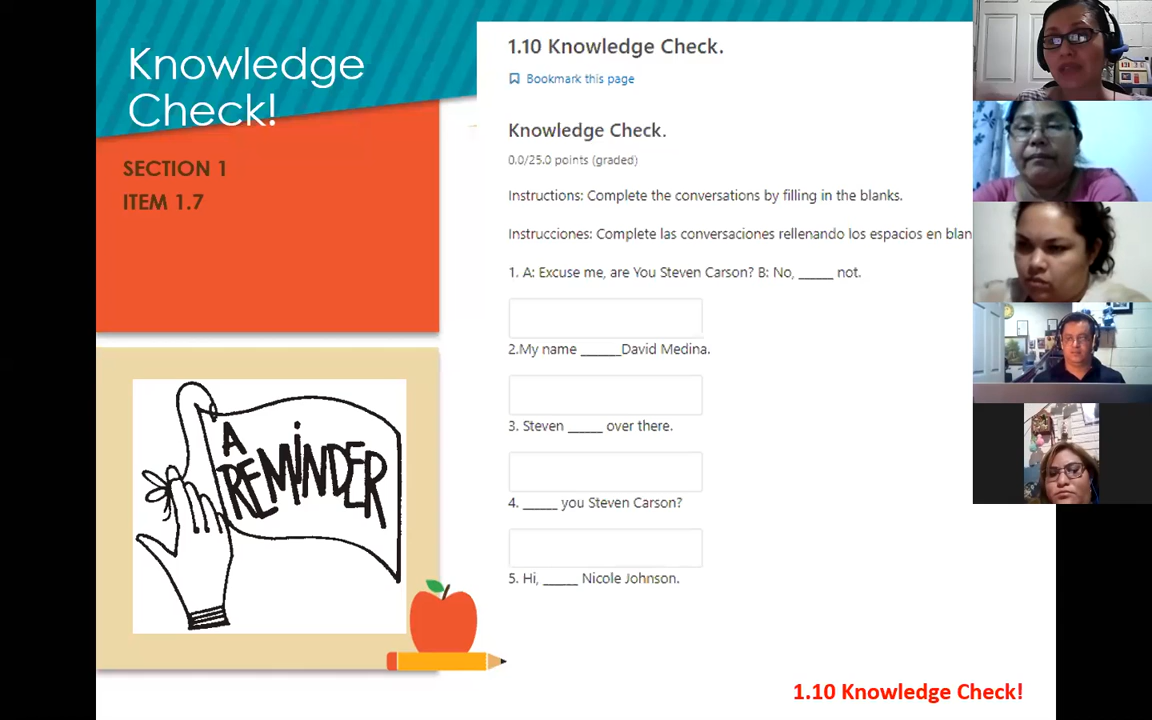 Knowledge
Check!
SECTION 1
ITEM 1.7
A
REMINDER
1.10 Knowledge Check.
Bookmark this page
Knowledge Check.
0.0/25.0 points (graded)
Instructions: Complete the conversations by filling in the blanks.
Instrucciones: Complete las conversaciones rellenando los espacios en blan
1. A: Excuse me, are You Steven Carson? B: No, _____ not.
2.My name ______David Medina.
3. Steven _____ over there.
4. _____ you Steven Carson?
5. Hi, _____ Nicole Johnson.
1.10 Knowledge Check!